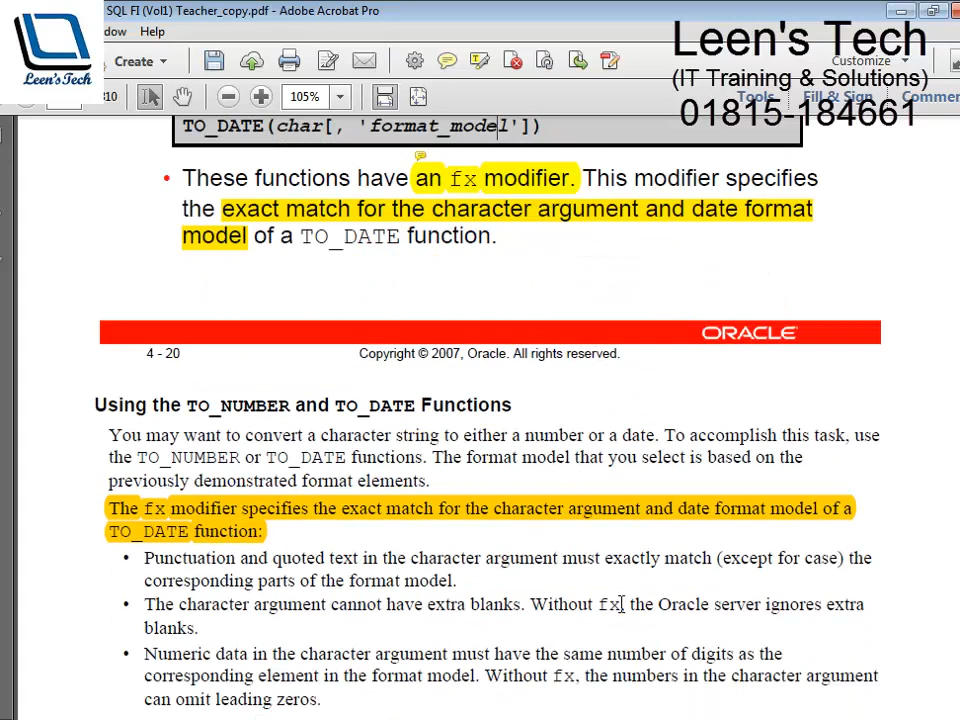 SQL FI (Vol1) Teacher_copy.pdf - Adobe Acrobat Pro
Leen's Tech
dow Help
Leen's Tech
Create
Customize
(IT Training & Solutions)
310 105% Tools Fill & Sign Commen
01815-184661
TO_DATE(char[, 'format_model'])
• These functions have an fx modifier. This modifier specifies
the exact match for the character argument and date format
model of a TO_DATE function.
ORACLE
4 - 20 Copyright © 2007, Oracle. All rights reserved.
Using the TO_NUMBER and TO_DATE Functions
You may want to convert a character string to either a number or a date. To accomplish this task, use
the TO_NUMBER or TO_DATE functions. The format model that you select is based on the
previously demonstrated format elements.
The fx modifier specifies the exact match for the character argument and date format model of a
TO_DATE function:
• Punctuation and quoted text in the character argument must exactly match (except for case) the
corresponding parts of the format model.
• The character argument cannot have extra blanks. Without fx, the Oracle server ignores extra
blanks.
• Numeric data in the character argument must have the same number of digits as the
corresponding element in the format model. Without fx, the numbers in the character argument
can omit leading zeros.